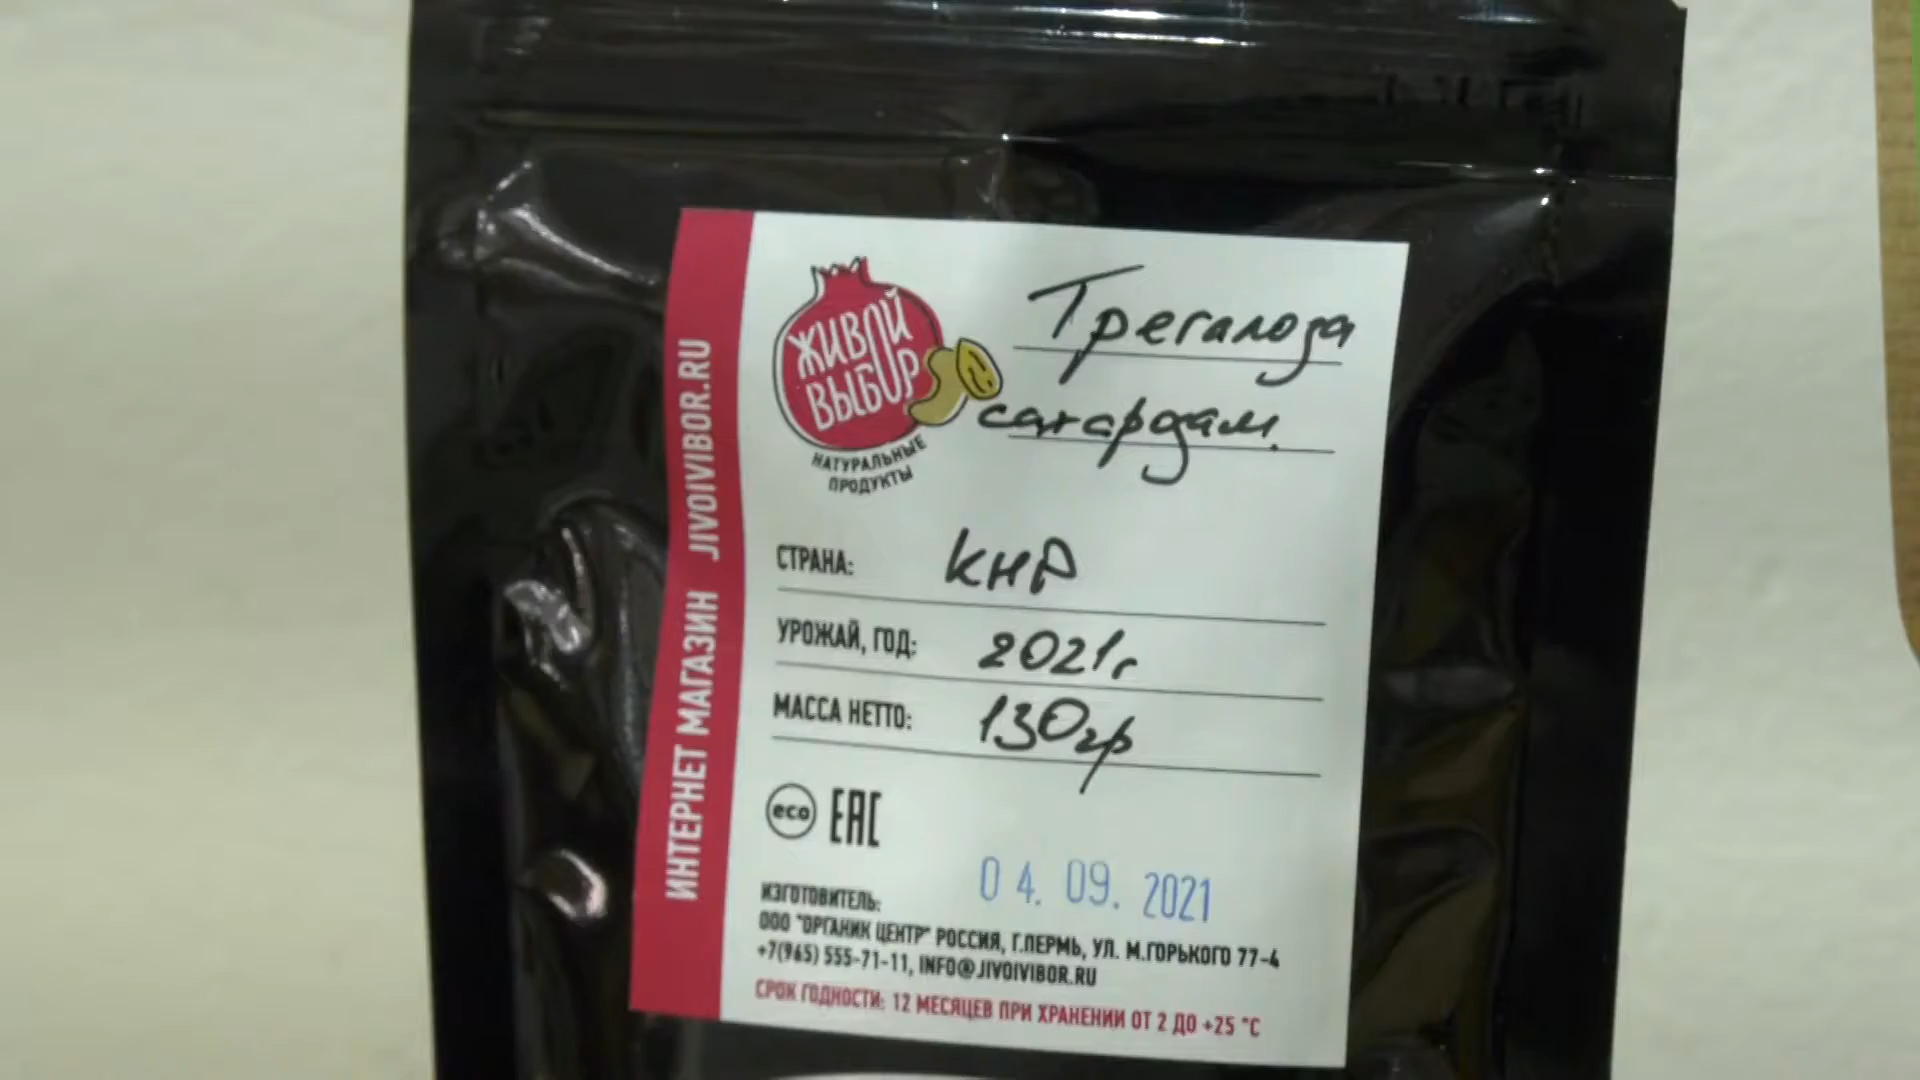 ИНТЕРНЕТ МАГАЗИН JIVOIVIBOR.RU
ЖИВОЙ
ВЫБОР
НАТУРАЛЬНЫЕ
ПРОДУКТЫ
Трегалоза
сахардам.
СТРАНА: КНР
УРОЖАЙ, ГОД: 2021г
МАССА НЕТТО: 130гр
eco EAC
04. 09. 2021
ИЗГОТОВИТЕЛЬ:
ООО "ОРГАНИК ЦЕНТР" РОССИЯ, Г.ПЕРМЬ, УЛ. М.ГОРЬКОГО 77-4
+7(965) 555-71-11, INFO@JIVOIVIBOR.RU
СРОК ГОДНОСТИ: 12 МЕСЯЦЕВ ПРИ ХРАНЕНИИ ОТ 2 ДО +25 °C